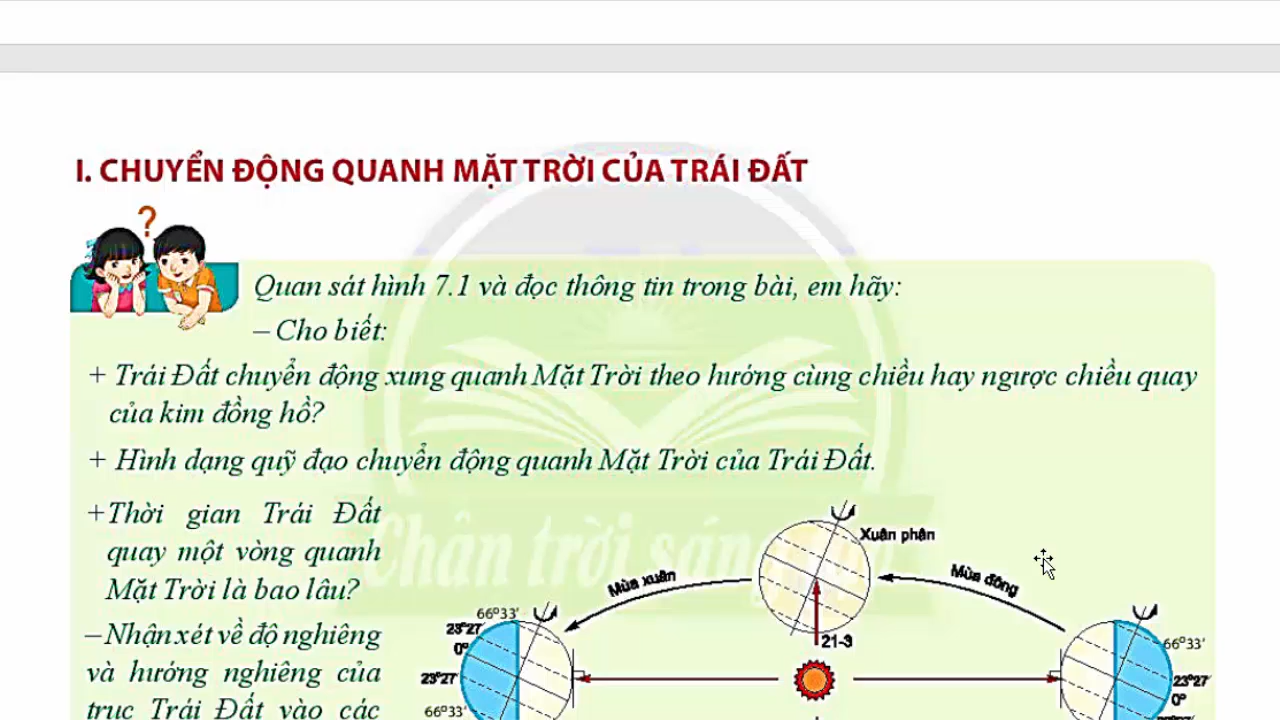 I. CHUYỂN ĐỘNG QUANH MẶT TRỜI CỦA TRÁI ĐẤT
?
Quan sát hình 7.1 và đọc thông tin trong bài, em hãy:
– Cho biết:
+ Trái Đất chuyển động xung quanh Mặt Trời theo hướng cùng chiều hay ngược chiều quay
của kim đồng hồ?
+ Hình dạng quỹ đạo chuyển động quanh Mặt Trời của Trái Đất.
+ Thời gian Trái Đất
quay một vòng quanh
Mặt Trời là bao lâu?
– Nhận xét về độ nghiêng
và hướng nghiêng của
trục Trái Đất vào các
Chân trời sáng tạo
Xuân phân
Mùa xuân
Mùa đông
21-3
66°33'
23°27'
0°
23°27'
66°33'
66°33'
23°27'
0°